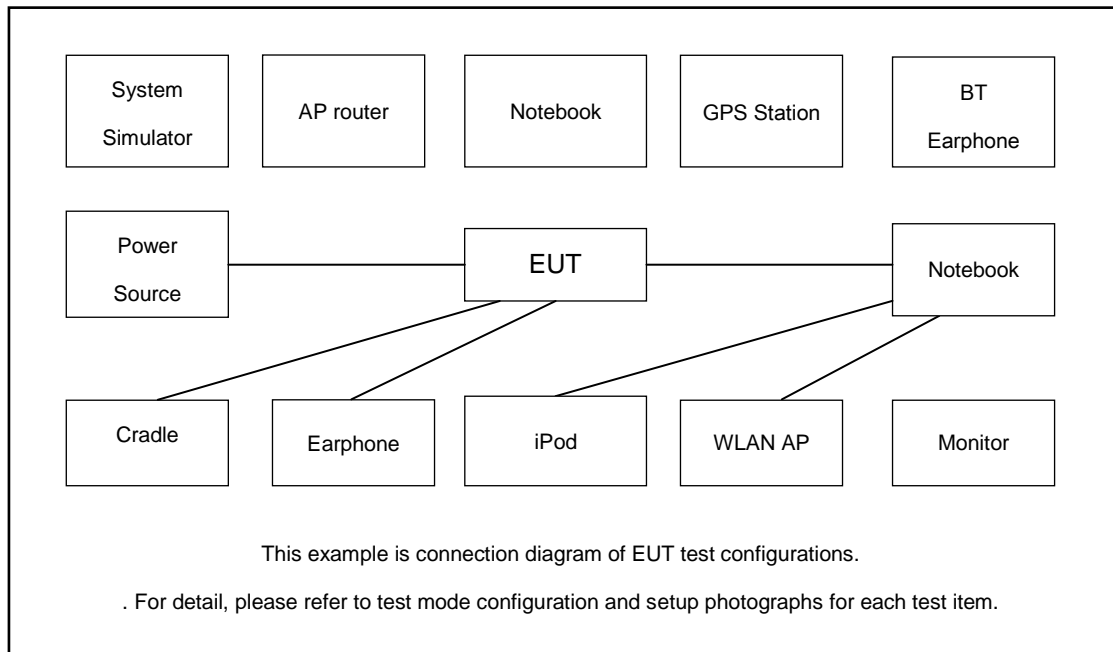 System
Simulator
AP router
Notebook
GPS Station
BT
Earphone
Power
Source
EUT
Notebook
Cradle
Earphone
iPod
WLAN AP
Monitor
This example is connection diagram of EUT test configurations.
. For detail, please refer to test mode configuration and setup photographs for each test item.